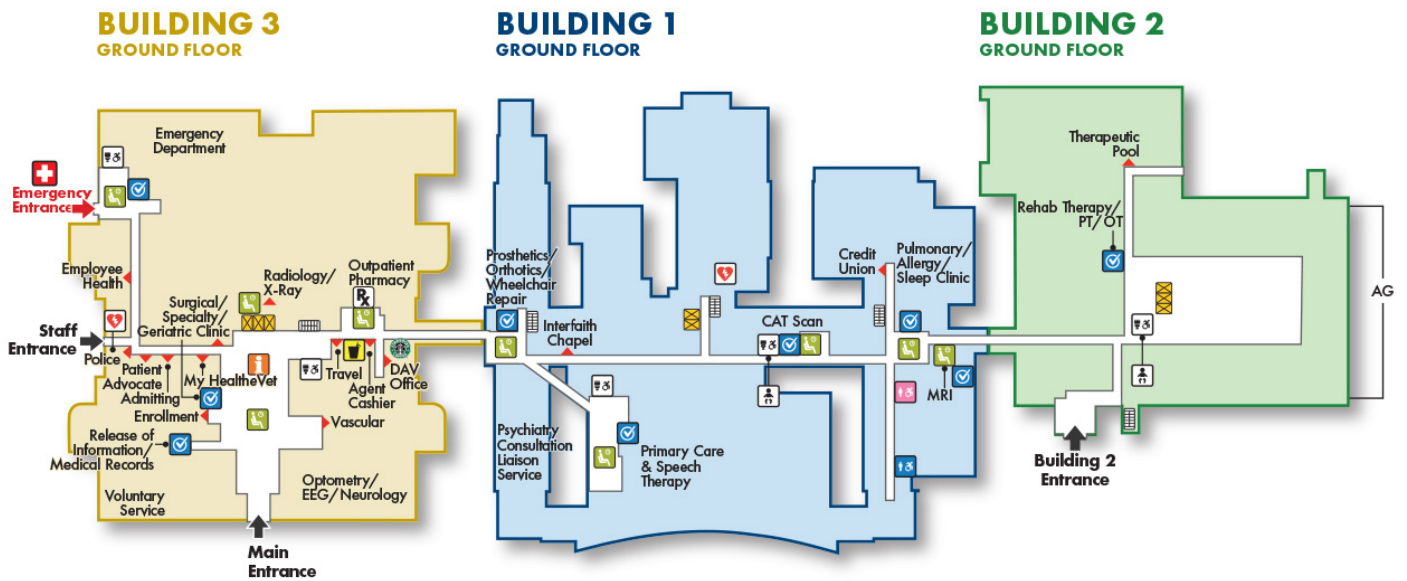 BUILDING 3
GROUND FLOOR
BUILDING 1
GROUND FLOOR
BUILDING 2
GROUND FLOOR
Emergency
Department
Emergency
Entrance
Employee
Health
Staff
Entrance
Police
Surgical/
Specialty/
Geriatric Clinic
Radiology/
X-Ray
Outpatient
Pharmacy
Rx
Patient
Advocate
Admitting
My HealtheVet
i
Travel
Agent
Cashier
DAV
Office
Enrollment
Vascular
Release of
Information/
Medical Records
Voluntary
Service
Optometry/
EEG/Neurology
Main
Entrance
Prosthetics/
Orthotics/
Wheelchair
Repair
Interfaith
Chapel
CAT Scan
Credit
Union
Pulmonary/
Allergy/
Sleep Clinic
MRI
Psychiatry
Consultation
Liaison
Service
Primary Care
& Speech
Therapy
Therapeutic
Pool
Rehab Therapy/
PT/OT
AG
Building 2
Entrance